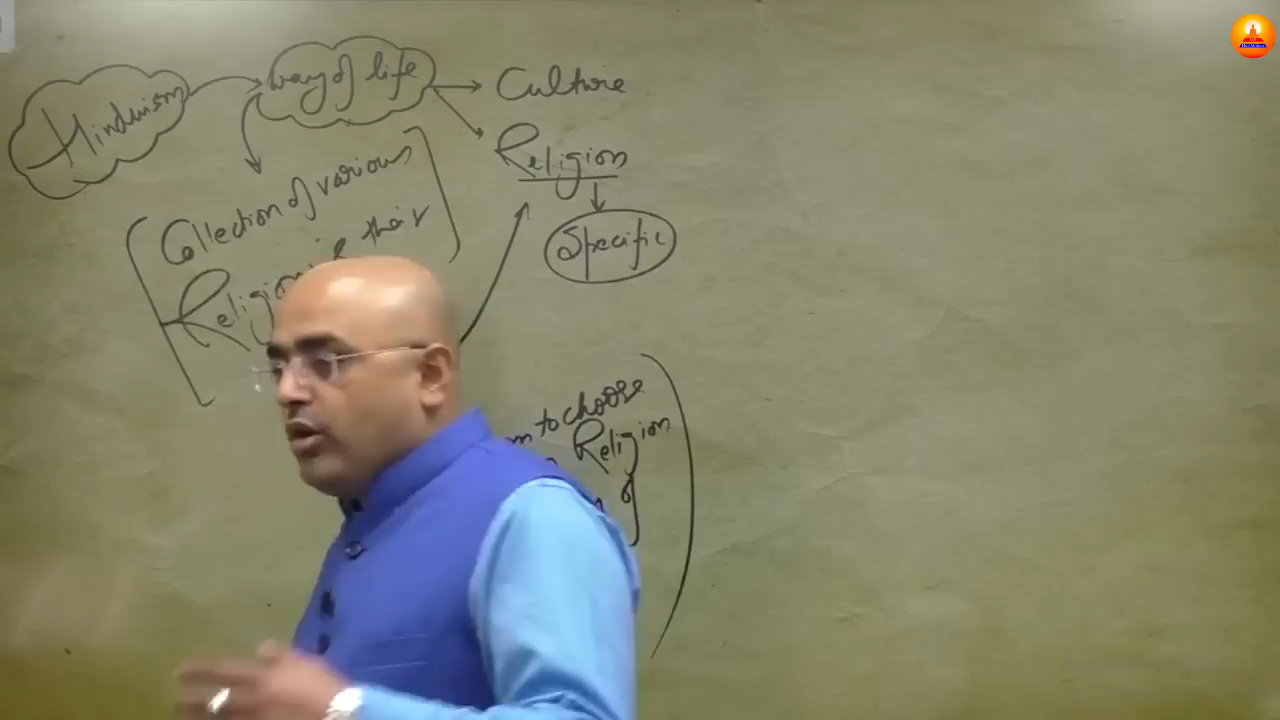 Hinduism
way of life
Culture
Religion
Specific
Collection of various
their
to choose
Religion